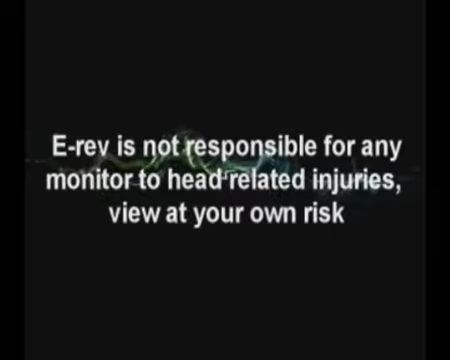 E-rev is not responsible for any
monitor to head related injuries,
view at your own risk